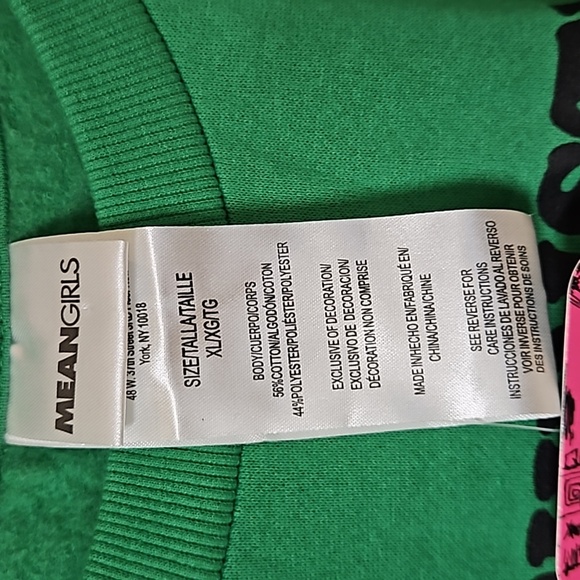 MEANGIRLS
York, NY 10018
SIZE/TALLA/TAILLE
XL/XG/TG
BODY/CUERPO/CORPS
56%COTTON/ALGODÓN/COTON
44%POLYESTER/POLIÉSTER/POLYESTER
EXCLUSIVE OF DECORATION/
EXCLUSIVO DE DECORACIÓN/
DÉCORATION NON COMPRISE
MADE IN/HECHO EN/FABRIQUÉ EN/
CHINA/CHINA/CHINE
SEE REVERSE FOR
CARE INSTRUCTIONS
INSTRUCCIONES DE LAVADO AL REVERSO
VOIR INVERSE POUR OBTENIR
DES INSTRUCTIONS DE SOINS